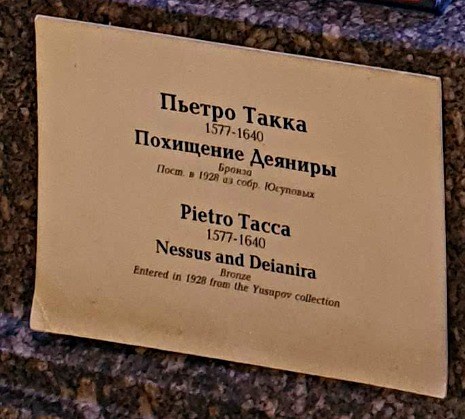 Пьетро Такка
1577-1640
Похищение Деяниры
Бронза
Пост. в 1928 из собр. Юсуповых
Pietro Tacca
1577-1640
Nessus and Deianira
Bronze
Entered in 1928 from the Yusupov collection